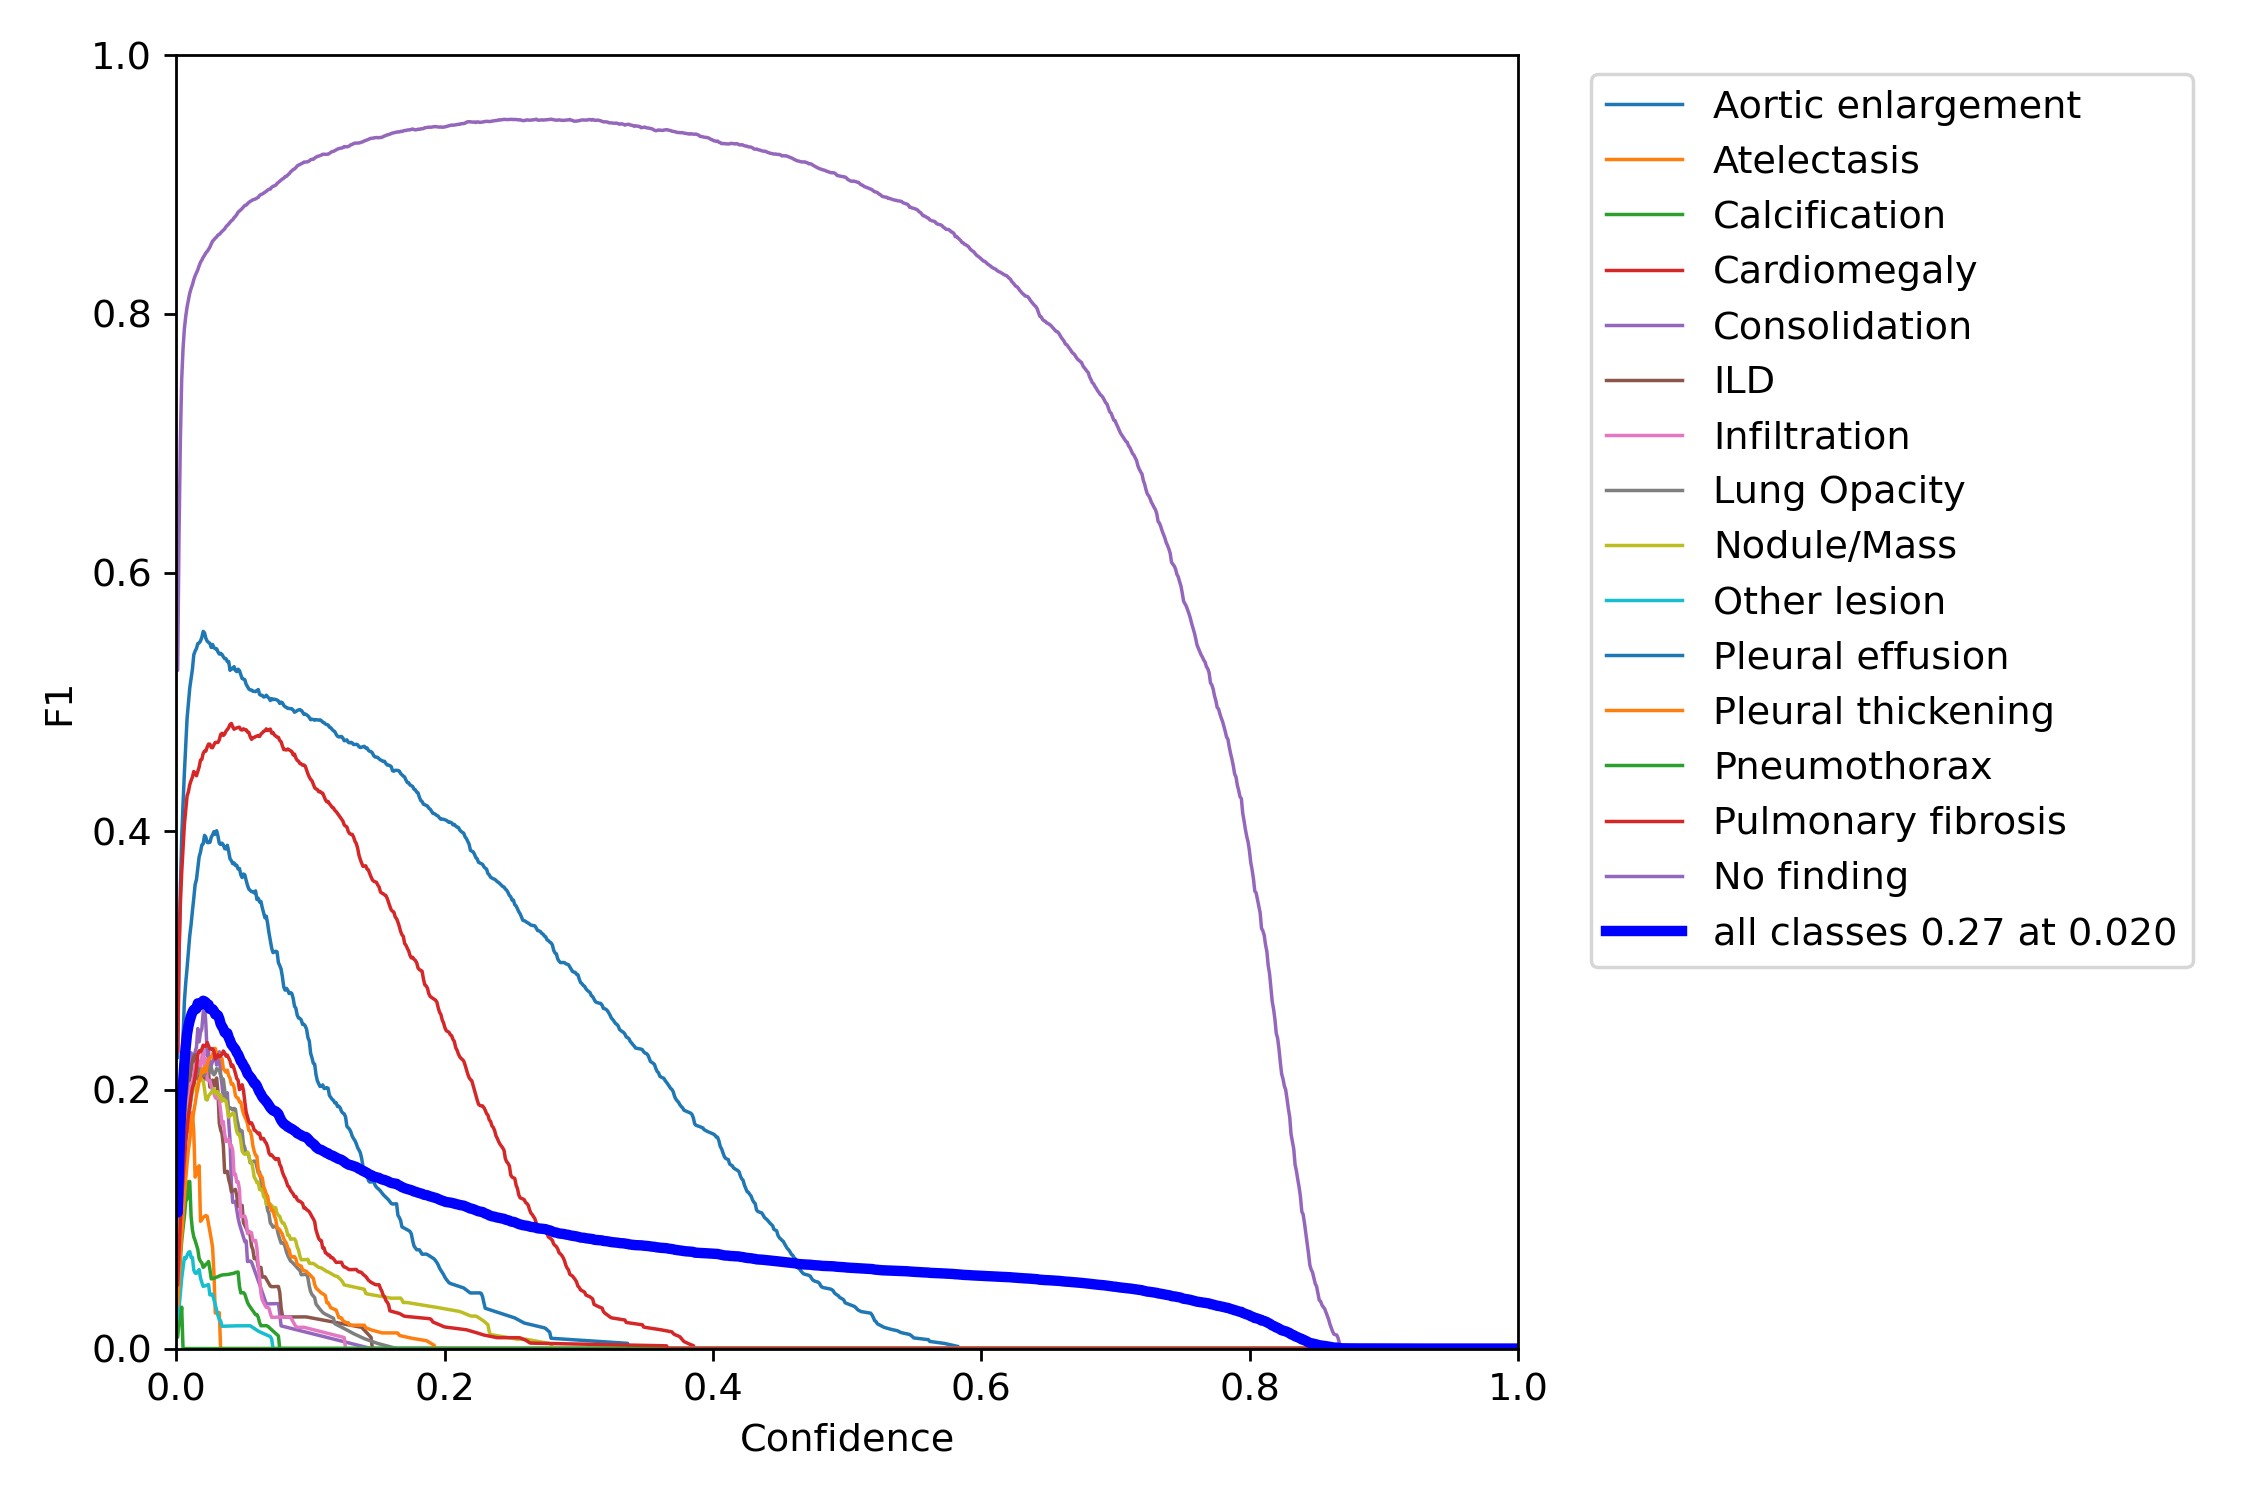 1.0
0.8
0.6
0.4
0.2
0.0
F1
0.0 0.2 0.4 0.6 0.8 1.0
Confidence
Aortic enlargement
Atelectasis
Calcification
Cardiomegaly
Consolidation
ILD
Infiltration
Lung Opacity
Nodule/Mass
Other lesion
Pleural effusion
Pleural thickening
Pneumothorax
Pulmonary fibrosis
No finding
all classes 0.27 at 0.020